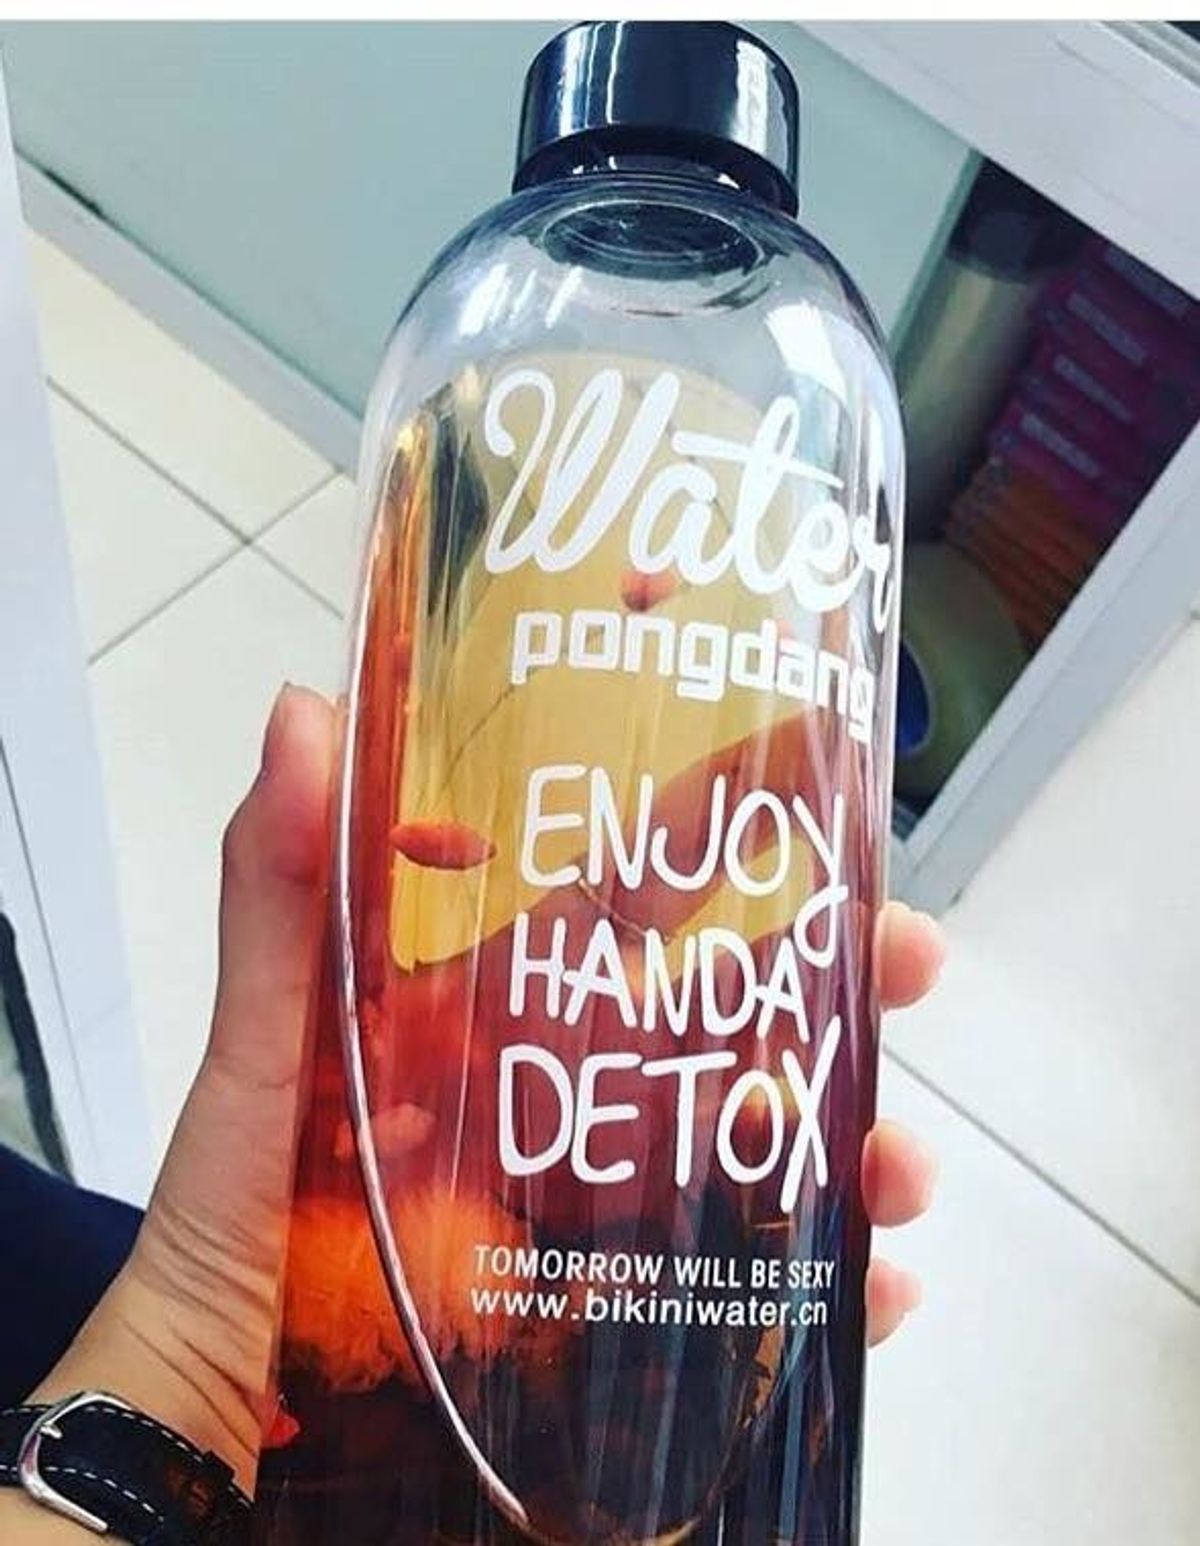 Water
pongdang
ENJOY
HANDA
DETOX
TOMORROW WILL BE SEXY
www.bikiniwater.cn